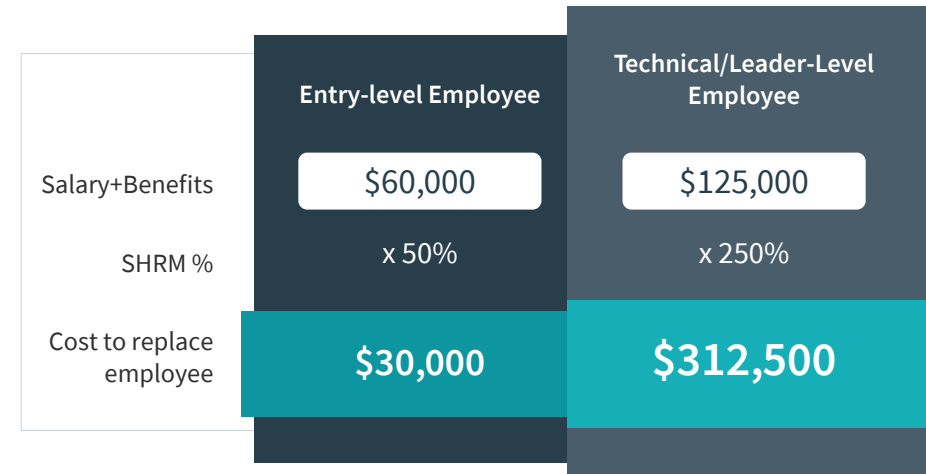 Technical/Leader-Level
Employee
Entry-level Employee
Salary+Benefits
$60,000
$125,000
SHRM %
x 50%
x 250%
Cost to replace
employee
$30,000
$312,500